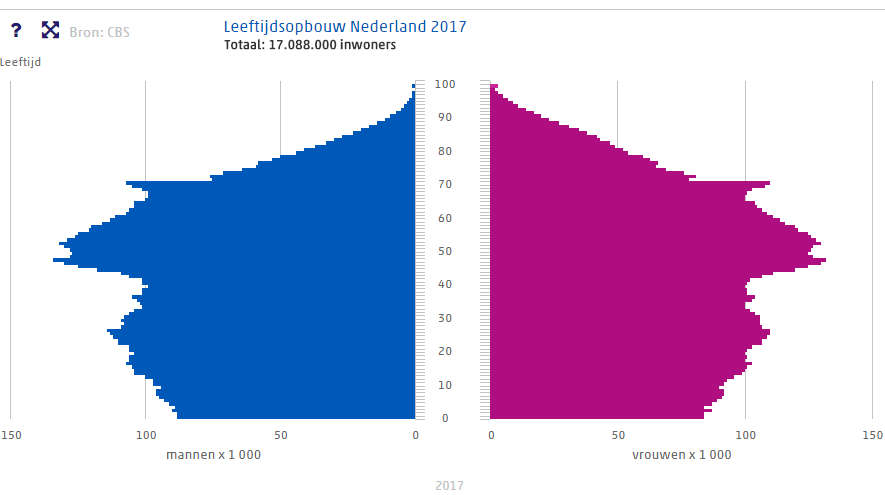 Leeftijdsopbouw Nederland 2017
? Bron: CBS
Totaal: 17.088.000 inwoners
Leeftijd
100
90
80
70
60
50
40
30
20
10
0
150 100 50 0 0 50 100 150
mannen x 1 000 vrouwen x 1 000
2017